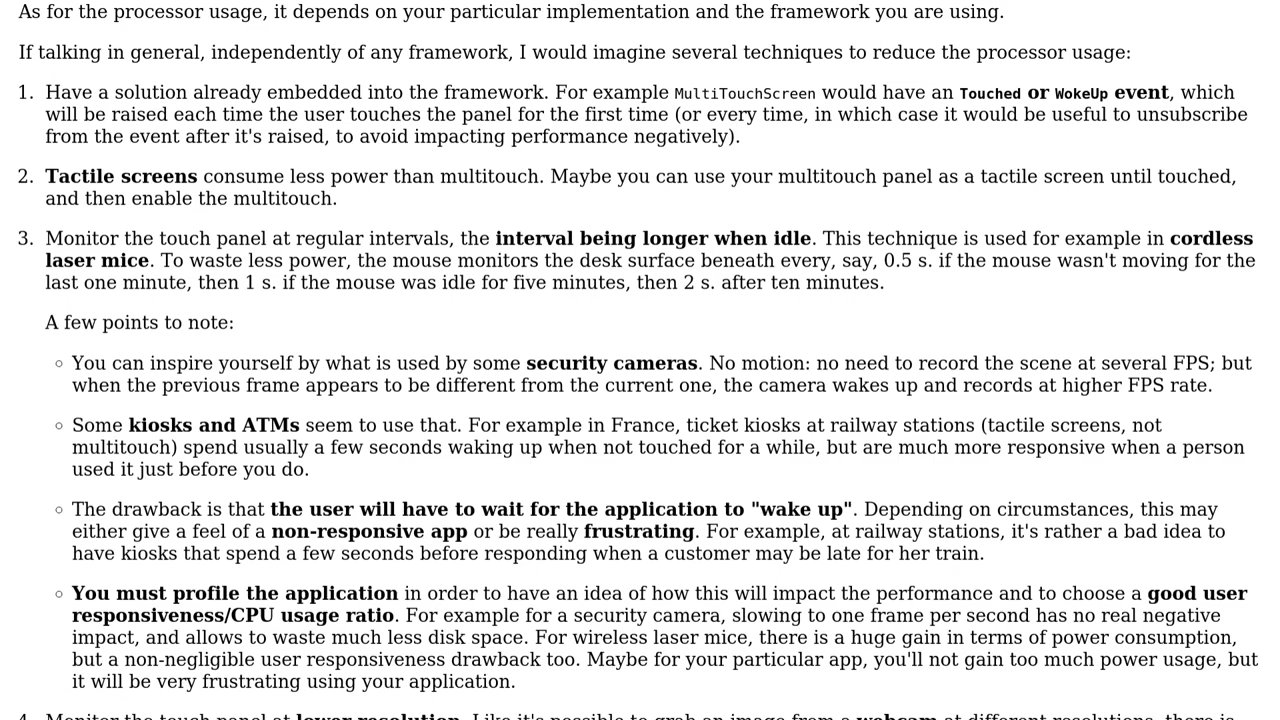 As for the processor usage, it depends on your particular implementation and the framework you are using.
If talking in general, independently of any framework, I would imagine several techniques to reduce the processor usage:
1. Have a solution already embedded into the framework. For example MultiTouchScreen would have an Touched or WokeUp event, which
will be raised each time the user touches the panel for the first time (or every time, in which case it would be useful to unsubscribe
from the event after it's raised, to avoid impacting performance negatively).
2. Tactile screens consume less power than multitouch. Maybe you can use your multitouch panel as a tactile screen until touched,
and then enable the multitouch.
3. Monitor the touch panel at regular intervals, the interval being longer when idle. This technique is used for example in cordless
laser mice. To waste less power, the mouse monitors the desk surface beneath every, say, 0.5 s. if the mouse wasn't moving for the
last one minute, then 1 s. if the mouse was idle for five minutes, then 2 s. after ten minutes.
A few points to note:
◦ You can inspire yourself by what is used by some security cameras. No motion: no need to record the scene at several FPS; but
when the previous frame appears to be different from the current one, the camera wakes up and records at higher FPS rate.
◦ Some kiosks and ATMs seem to use that. For example in France, ticket kiosks at railway stations (tactile screens, not
multitouch) spend usually a few seconds waking up when not touched for a while, but are much more responsive when a person
used it just before you do.
◦ The drawback is that the user will have to wait for the application to "wake up". Depending on circumstances, this may
either give a feel of a non-responsive app or be really frustrating. For example, at railway stations, it's rather a bad idea to
have kiosks that spend a few seconds before responding when a customer may be late for her train.
◦ You must profile the application in order to have an idea of how this will impact the performance and to choose a good user
responsiveness/CPU usage ratio. For example for a security camera, slowing to one frame per second has no real negative
impact, and allows to waste much less disk space. For wireless laser mice, there is a huge gain in terms of power consumption,
but a non-negligible user responsiveness drawback too. Maybe for your particular app, you'll not gain too much power usage, but
it will be very frustrating using your application.
4. Monitor the touch panel at lower resolution. Like it's possible to grab an image from a webcam at different resolutions, there is